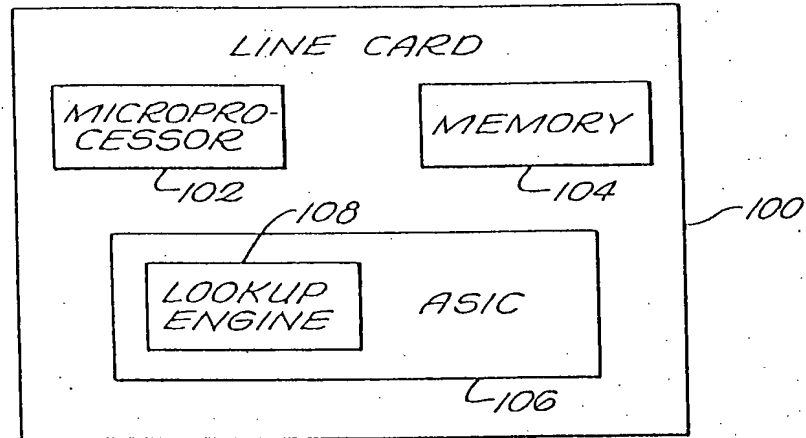 LINE CARD
MICROPRO-
CESSOR
102
MEMORY
104
100
108
LOOKUP
ENGINE
ASIC
106